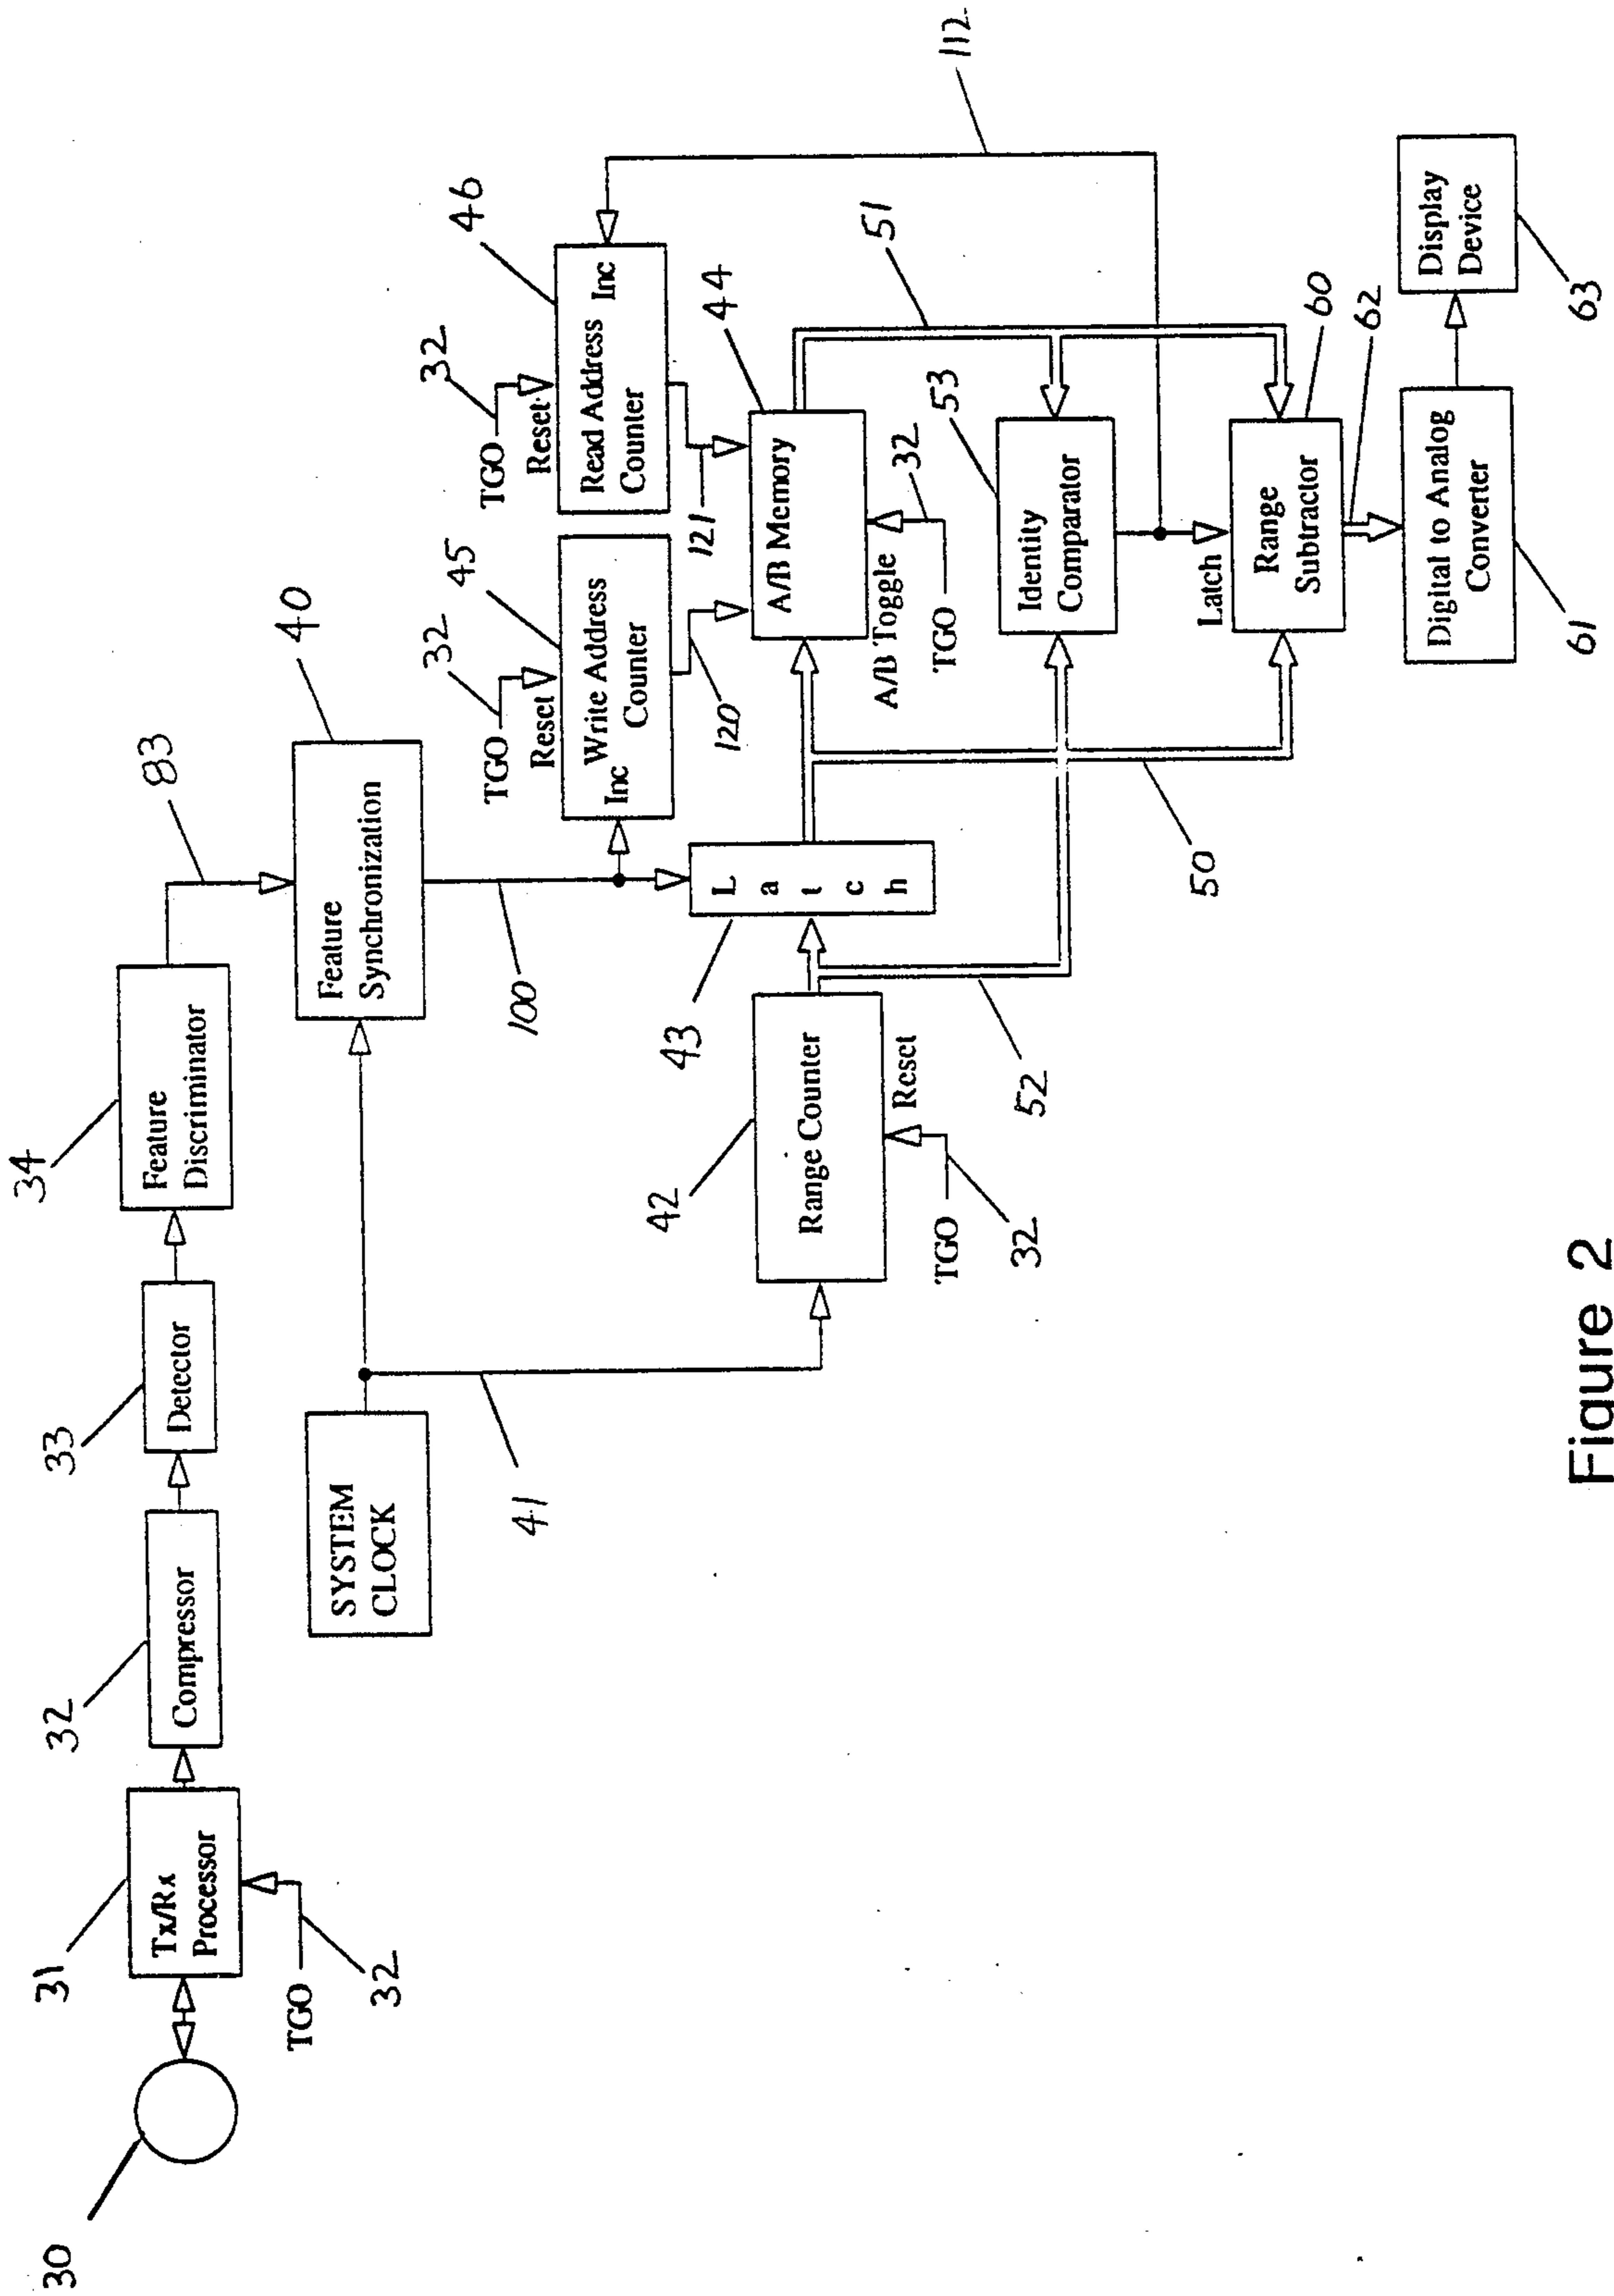 30
31
Tx/Rx
Processor
TGO
32
32
Compressor
33
Detector
34
Feature
Discriminator
83
SYSTEM
CLOCK
41
40
Feature
Synchronization
100
42
Range Counter
Reset
TGO
32
52
43
L
a
t
c
h
TGO
32
Reset
45
Write Address
Inc
Counter
120
TGO
32
Reset
46
Read Address
Inc
Counter
121
112
44
A/B Memory
A/B Toggle
TGO
32
51
53
Identity
Comparator
50
Latch
60
Range
Subtractor
62
Digital to Analog
Converter
61
Display
Device
63
Figure 2